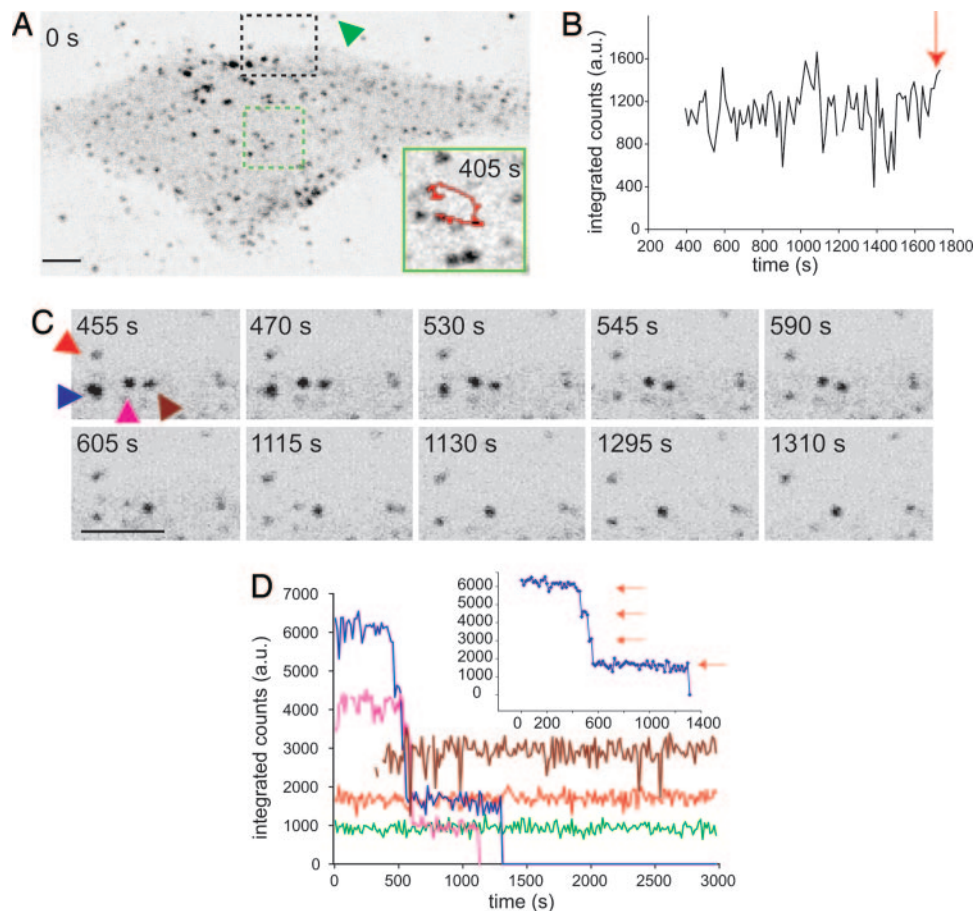 A
0 s
405 s
B
integrated counts (a.u.)
1600
1200
800
400
0
200 400 600 800 1000 1200 1400 1600 1800
time (s)
C
455 s 470 s 530 s 545 s 590 s
605 s 1115 s 1130 s 1295 s 1310 s
D
integrated counts (a.u.)
7000
6000
5000
4000
3000
2000
1000
0
0 500 1000 1500 2000 2500 3000
time (s)
6000
5000
4000
3000
2000
1000
0
0 200 600 1000 1400